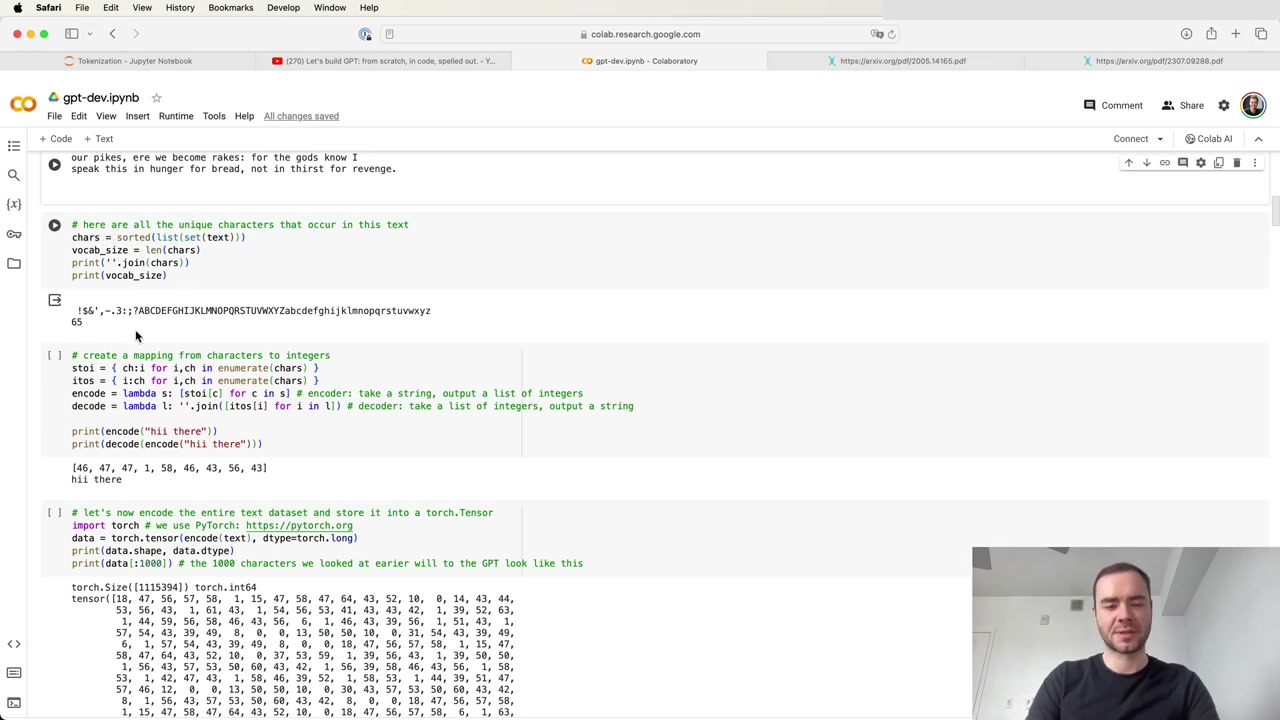 Safari File Edit View History Bookmarks Develop Window Help
colab.research.google.com
Tokenization - Jupyter Notebook
(270) Let's build GPT: from scratch, in code, spelled out. - Y...
gpt-dev.ipynb - Colaboratory
https://arxiv.org/pdf/2005.14165.pdf
https://arxiv.org/pdf/2307.09288.pdf
gpt-dev.ipynb
Comment Share
File Edit View Insert Runtime Tools Help All changes saved
+ Code + Text
Connect Colab AI
our pikes, ere we become rakes: for the gods know I
speak this in hunger for bread, not in thirst for revenge.
# here are all the unique characters that occur in this text
chars = sorted(list(set(text)))
vocab_size = len(chars)
print(''.join(chars))
print(vocab_size)
!$&',-.3:;?ABCDEFGHIJKLMNOPQRSTUVWXYZabcdefghijklmnopqrstuvwxyz
65
[ ] # create a mapping from characters to integers
stoi = { ch:i for i,ch in enumerate(chars) }
itos = { i:ch for i,ch in enumerate(chars) }
encode = lambda s: [stoi[c] for c in s] # encoder: take a string, output a list of integers
decode = lambda l: ''.join([itos[i] for i in l]) # decoder: take a list of integers, output a string
print(encode("hii there"))
print(decode(encode("hii there")))
[46, 47, 47, 1, 58, 46, 43, 56, 43]
hii there
[ ] # let's now encode the entire text dataset and store it into a torch.Tensor
import torch # we use PyTorch: https://pytorch.org
data = torch.tensor(encode(text), dtype=torch.long)
print(data.shape, data.dtype)
print(data[:1000]) # the 1000 characters we looked at earier will to the GPT look like this
torch.Size([1115394]) torch.int64
tensor([18, 47, 56, 57, 58, 1, 15, 47, 58, 47, 64, 43, 52, 10, 0, 14, 43, 44,
53, 56, 43, 1, 61, 43, 1, 54, 56, 53, 41, 43, 43, 42, 1, 39, 52, 63,
1, 44, 59, 56, 58, 46, 43, 56, 6, 1, 46, 43, 39, 56, 1, 51, 43, 1,
57, 54, 43, 39, 49, 8, 0, 0, 13, 50, 50, 10, 0, 31, 54, 43, 39, 49,
6, 1, 57, 54, 43, 39, 49, 8, 0, 0, 18, 47, 56, 57, 58, 1, 15, 47,
58, 47, 64, 43, 52, 10, 0, 37, 53, 59, 1, 39, 56, 43, 1, 39, 50, 50,
1, 56, 43, 57, 53, 50, 60, 43, 42, 1, 56, 39, 58, 46, 43, 56, 1, 58,
53, 1, 42, 47, 43, 1, 58, 46, 39, 52, 1, 58, 53, 1, 44, 39, 51, 47,
57, 46, 12, 0, 0, 13, 50, 50, 10, 0, 30, 43, 57, 53, 50, 60, 43, 42,
8, 1, 56, 43, 57, 53, 50, 60, 43, 42, 8, 0, 0, 18, 47, 56, 57, 58,
1, 15, 47, 58, 47, 64, 43, 52, 10, 0, 18, 47, 56, 57, 58, 6, 1, 63,